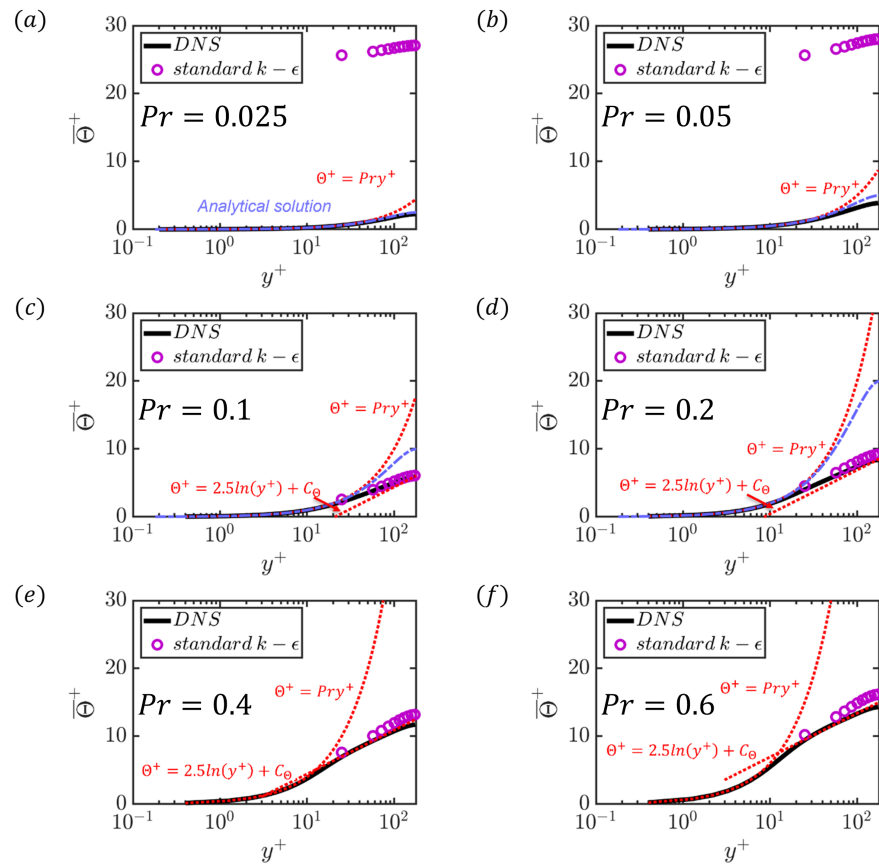 (a)
30
DNS
standard k − ϵ
20
Pr = 0.025
Θ̅⁺
10
Θ⁺ = Pry⁺
Analytical solution
0
10⁻¹ 10⁰ 10¹ 10²
y⁺
(b)
30
DNS
standard k − ϵ
20
Pr = 0.05
Θ̅⁺
10
Θ⁺ = Pry⁺
0
10⁻¹ 10⁰ 10¹ 10²
y⁺
(c)
30
DNS
standard k − ϵ
20
Pr = 0.1
Θ⁺ = Pry⁺
Θ̅⁺
10
Θ⁺ = 2.5ln(y⁺) + C_Θ
0
10⁻¹ 10⁰ 10¹ 10²
y⁺
(d)
30
DNS
standard k − ϵ
20
Pr = 0.2
Θ̅⁺
10
Θ⁺ = Pry⁺
Θ⁺ = 2.5ln(y⁺) + C_Θ
0
10⁻¹ 10⁰ 10¹ 10²
y⁺
(e)
30
DNS
standard k − ϵ
20
Θ⁺ = Pry⁺
Pr = 0.4
Θ̅⁺
10
Θ⁺ = 2.5ln(y⁺) + C_Θ
0
10⁻¹ 10⁰ 10¹ 10²
y⁺
(f)
30
DNS
standard k − ϵ
20
Θ⁺ = Pry⁺
Pr = 0.6
Θ̅⁺
10
Θ⁺ = 2.5ln(y⁺) + C_Θ
0
10⁻¹ 10⁰ 10¹ 10²
y⁺